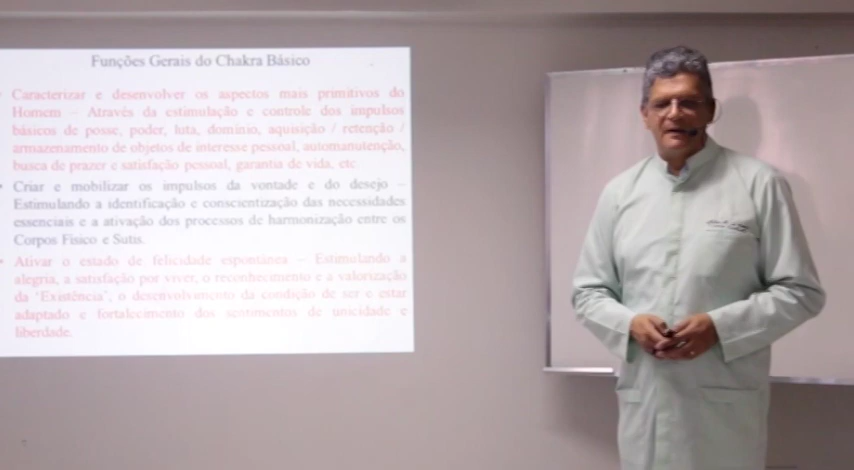 Funções Gerais do Chakra Básico
Caracterizar e desenvolver os aspectos mais primitivos do
Homem – Através da estimulação e controle dos impulsos
básicos de posse, poder, luta, domínio, aquisição / retenção /
armazenamento de objetos de interesse pessoal, automanutenção,
busca de prazer e satisfação pessoal, garantia de vida, etc.
Criar e mobilizar os impulsos da vontade e do desejo –
Estimulando a identificação e conscientização das necessidades
essenciais e a ativação dos processos de harmonização entre os
Corpos Físico e Sutis.
Ativar o estado de felicidade espontânea – Estimulando a
alegria, a satisfação por viver, o reconhecimento e a valorização
da 'Existência', o desenvolvimento da condição de ser e estar
adaptado e fortalecimento dos sentimentos de unicidade e
liberdade.